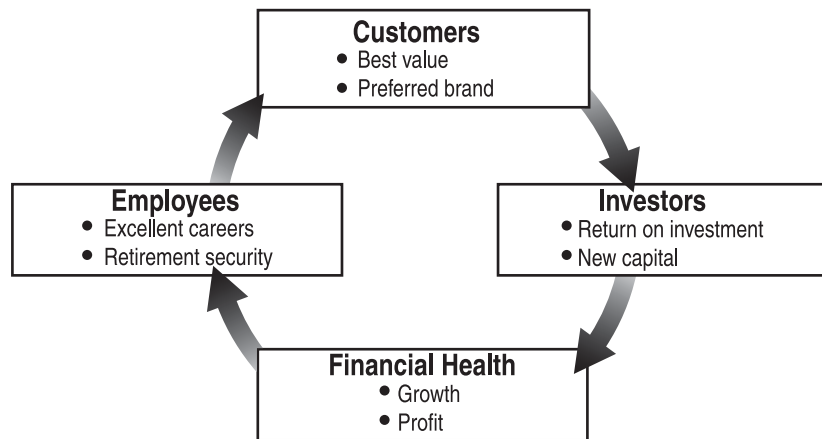 Customers
• Best value
• Preferred brand
Employees
• Excellent careers
• Retirement security
Investors
• Return on investment
• New capital
Financial Health
• Growth
• Profit